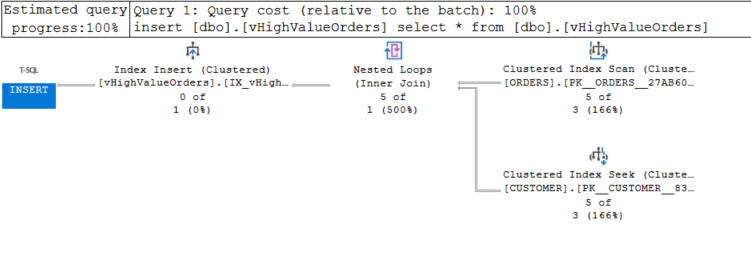 Estimated query progress:100%
Query 1: Query cost (relative to the batch): 100%
insert [dbo].[vHighValueOrders] select * from [dbo].[vHighValueOrders]
T-SQL
INSERT
Index Insert (Clustered)
[vHighValueOrders].[IX_vHigh…
0 of
1 (0%)
Nested Loops
(Inner Join)
5 of
1 (500%)
Clustered Index Scan (Cluste…
[ORDERS].[PK__ORDERS__27AB60…
5 of
3 (166%)
Clustered Index Seek (Cluste…
[CUSTOMER].[PK_CUSTOMER__83…
5 of
3 (166%)